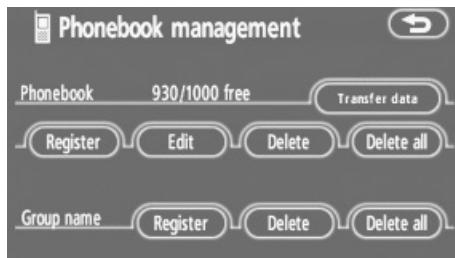 Phonebook management
Phonebook 930/1000 free Transfer data
Register Edit Delete Delete all
Group name Register Delete Delete all